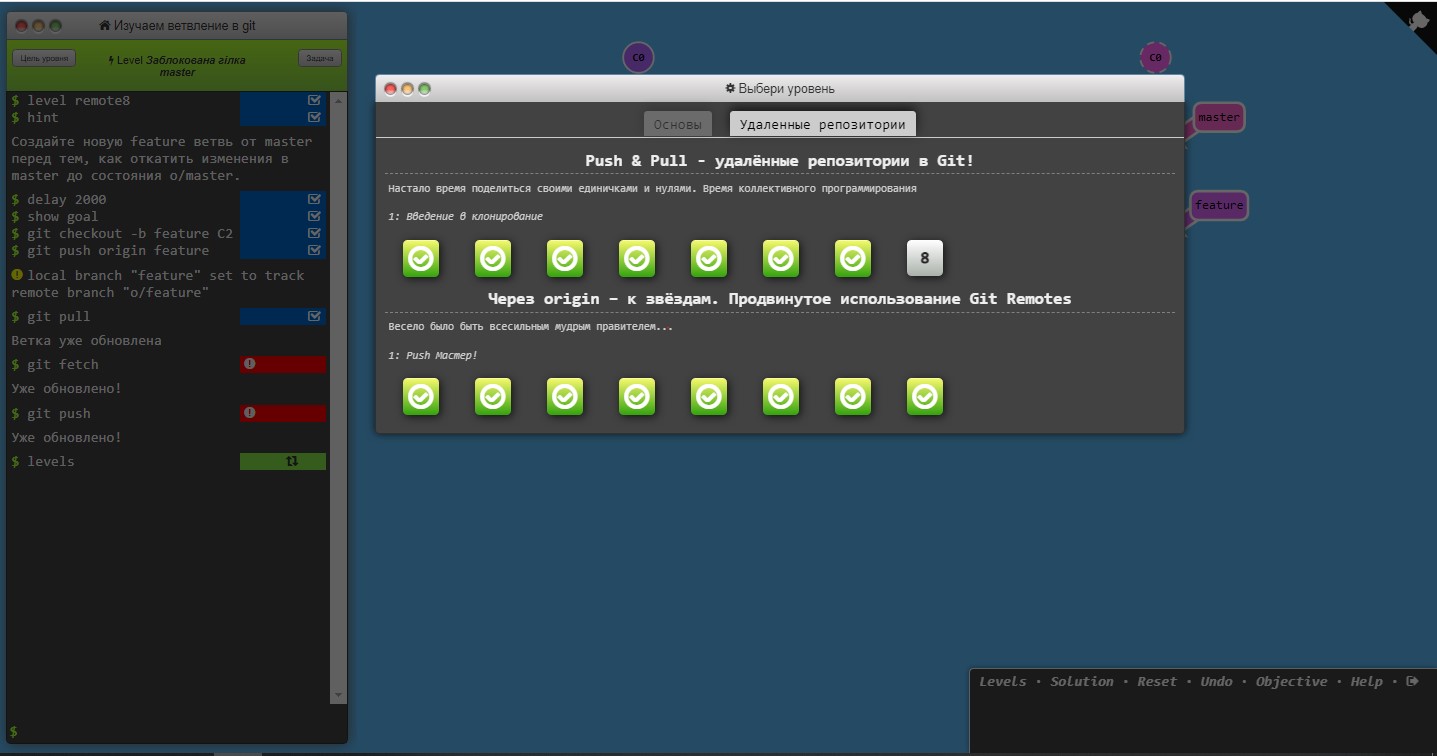 Изучаем ветвление в git
Цель уровня
Level Заблокована гілка
master
Задача
$ level remote8
$ hint
Создайте новую feature ветвь от master
перед тем, как откатить изменения в
master до состояния o/master.
$ delay 2000
$ show goal
$ git checkout -b feature C2
$ git push origin feature
local branch "feature" set to track
remote branch "o/feature"
$ git pull
Ветка уже обновлена
$ git fetch
Уже обновлено!
$ git push
Уже обновлено!
$ levels
$
C0
C0
master
feature
Выбери уровень
Основы
Удаленные репозитории
Push & Pull - удалённые репозитории в Git!
Настало время поделиться своими единичками и нулями. Время коллективного программирования
1: Введение в клонирование
8
Через origin – к звёздам. Продвинутое использование Git Remotes
Весело было быть всесильным мудрым правителем...
1: Push Мастер!
Levels · Solution · Reset · Undo · Objective · Help ·